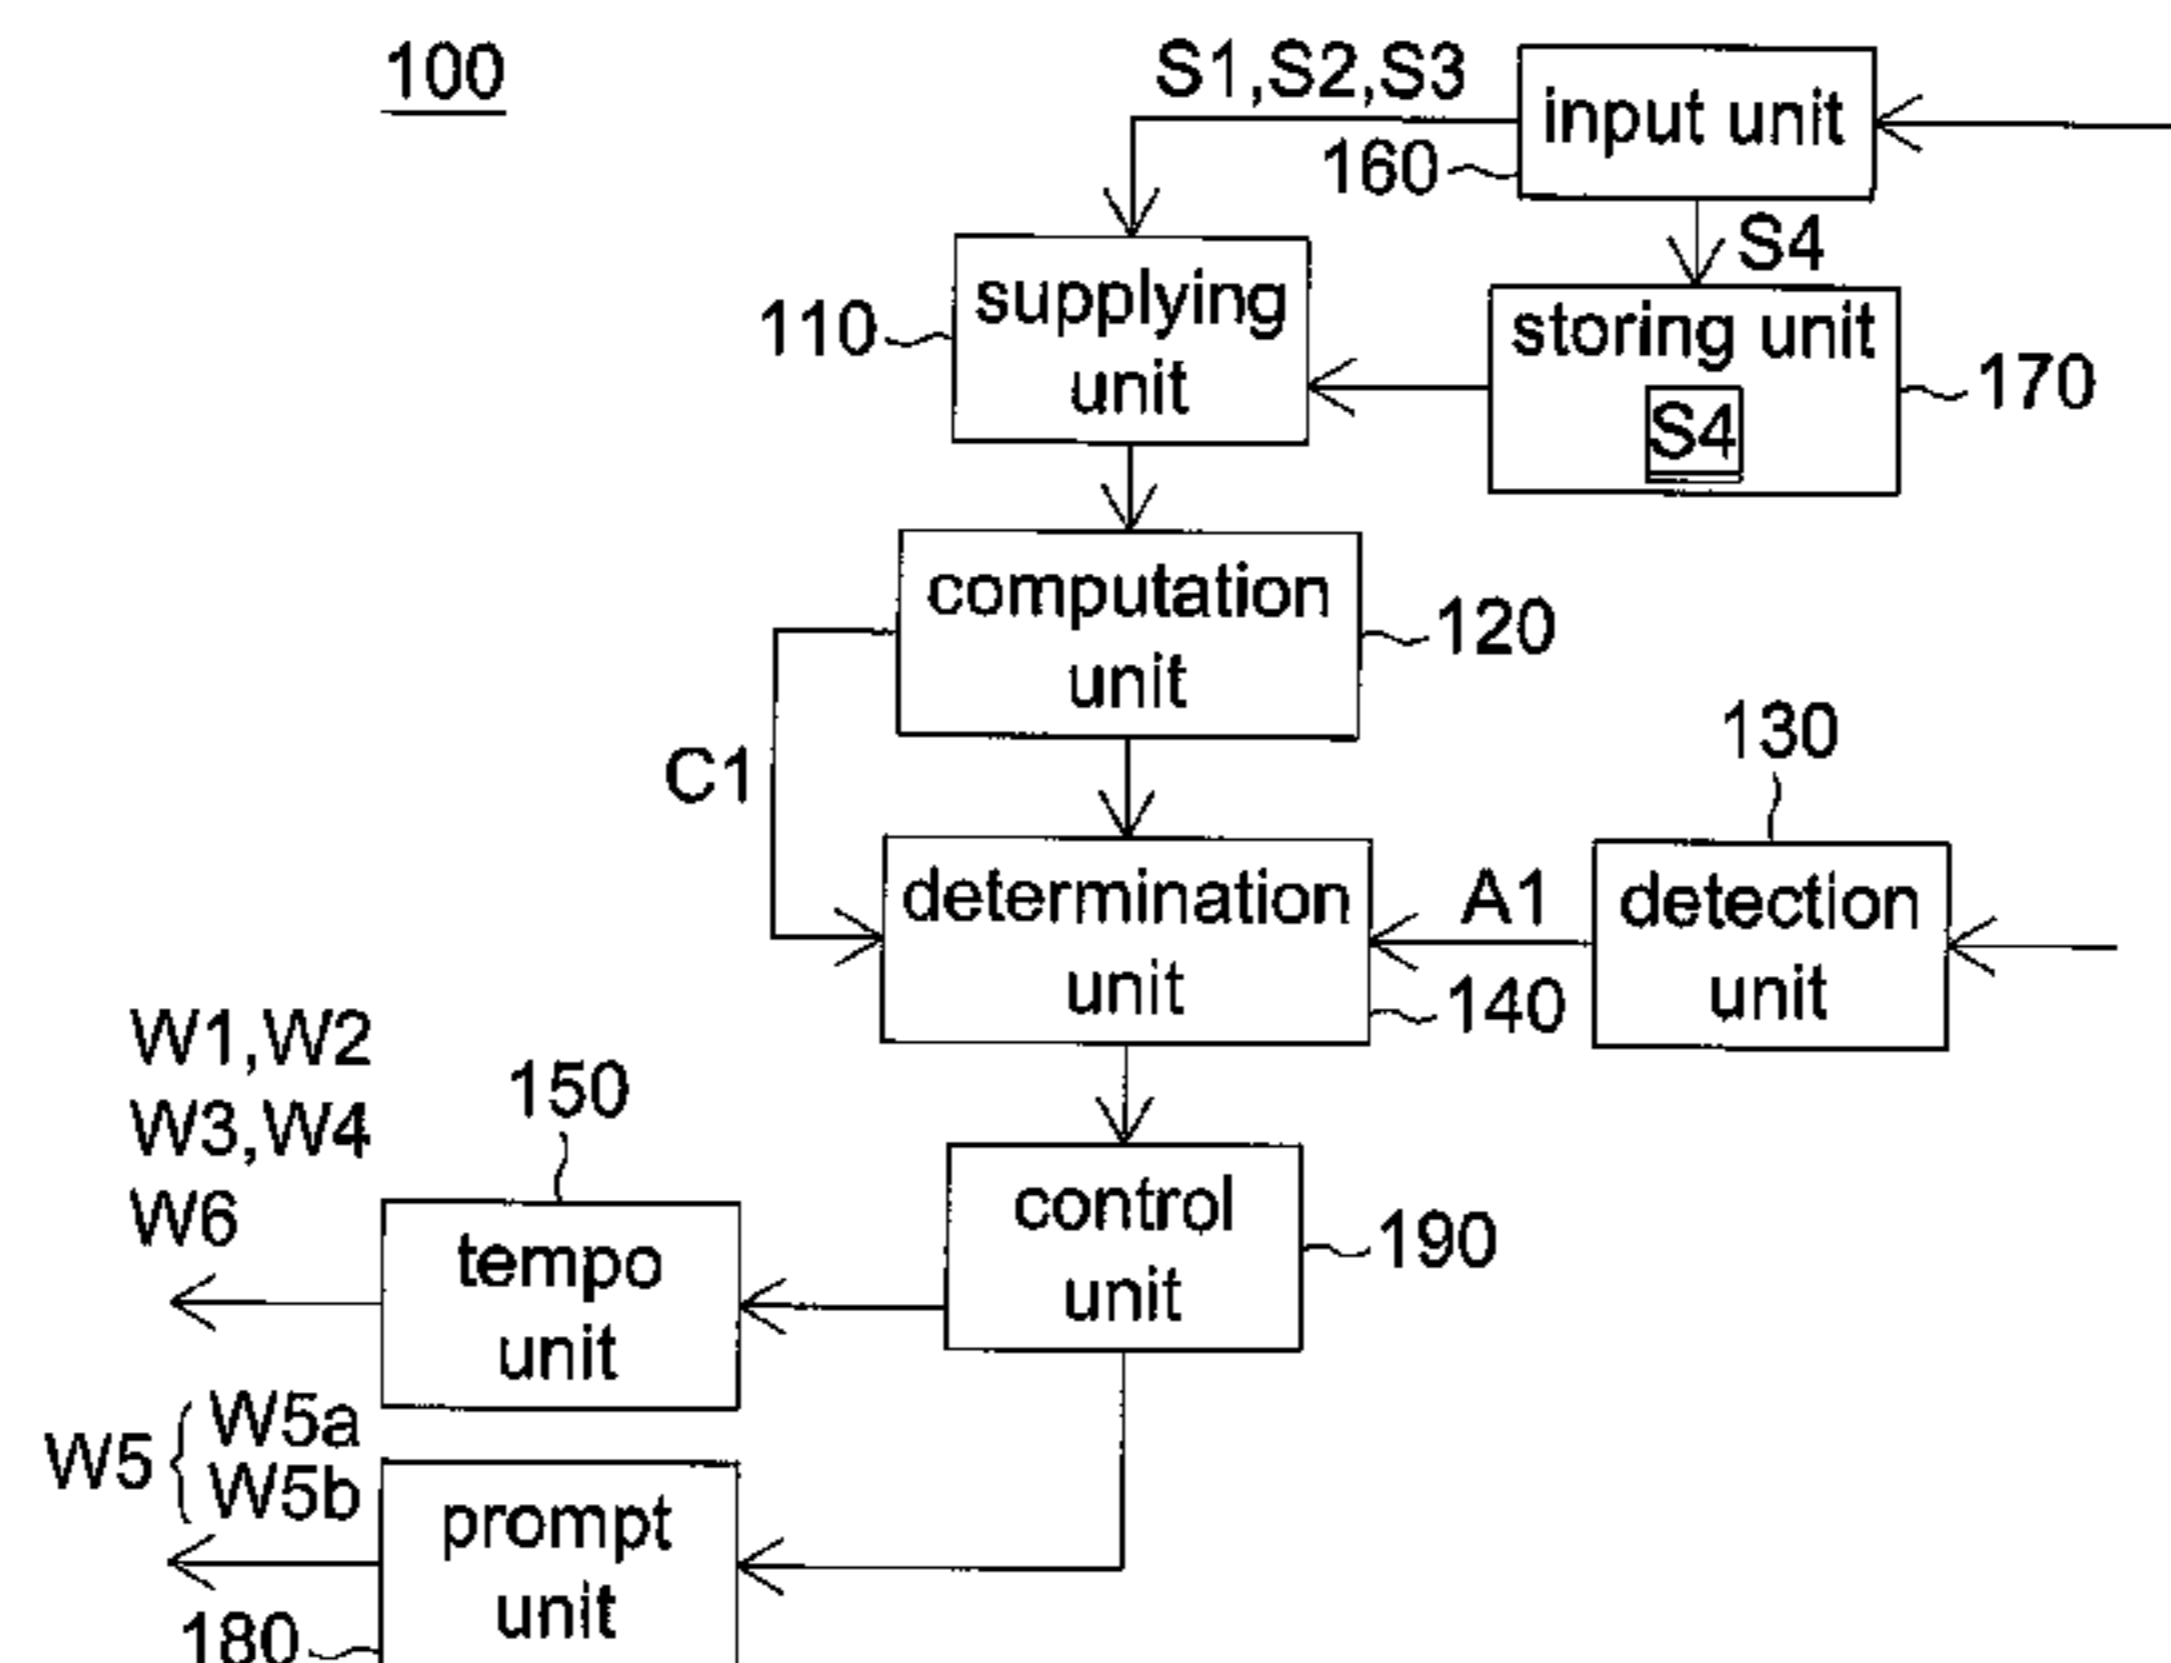 100
S1,S2,S3
input unit
160
S4
supplying
unit
110
storing unit
S4
170
computation
unit
120
C1
130
determination
unit
A1
detection
unit
140
W1,W2
W3,W4
W6
150
control
unit
190
tempo
unit
W5
W5a
W5b
prompt
unit
180